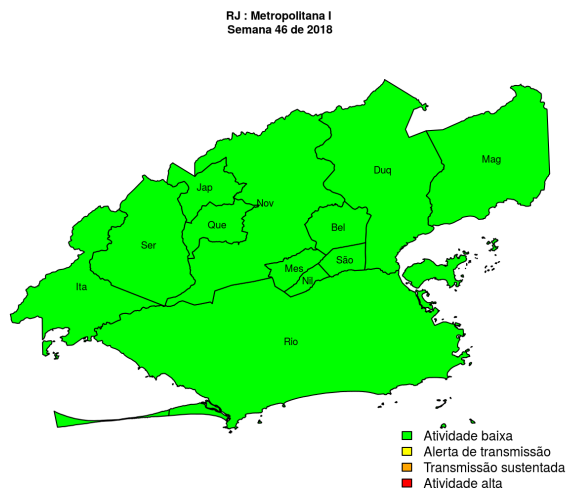 RJ : Metropolitana I
Semana 46 de 2018
Mag
Duq
Jap
Nov
Que
Bel
Ser
São
Mes
Nil
Ita
Rio
Atividade baixa
Alerta de transmissão
Transmissão sustentada
Atividade alta